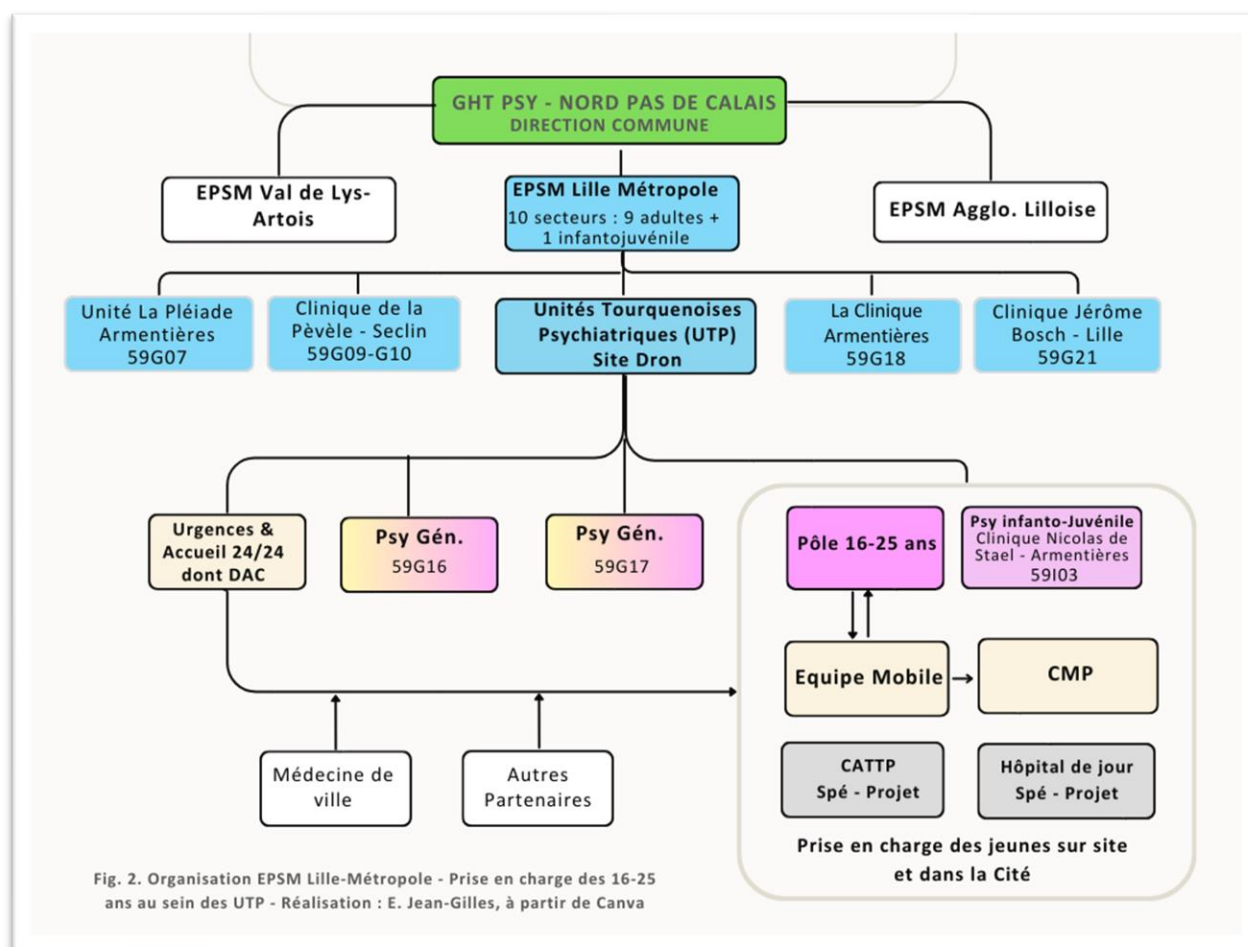 GHT PSY - NORD PAS DE CALAIS
DIRECTION COMMUNE
EPSM Val de Lys-
Artois
EPSM Lille Métropole
10 secteurs : 9 adultes +
1 infantojuvénile
EPSM Agglo. Lilloise
Unité La Pléiade
Armentières
59G07
Clinique de la
Pèvèle - Seclin
59G09-G10
Unités Tourquenoises
Psychiatriques (UTP)
Site Dron
La Clinique
Armentières
59G18
Clinique Jérôme
Bosch - Lille
59G21
Urgences &
Accueil 24/24
dont DAC
Psy Gén.
59G16
Psy Gén.
59G17
Pôle 16-25 ans
Psy infanto-Juvénile
Clinique Nicolas de
Stael - Armentières
59I03
Equipe Mobile
CMP
Médecine de
ville
Autres
Partenaires
CATTP
Spé - Projet
Hôpital de jour
Spé - Projet
Prise en charge des jeunes sur site
et dans la Cité
Fig. 2. Organisation EPSM Lille-Métropole - Prise en charge des 16-25
ans au sein des UTP - Réalisation : E. Jean-Gilles, à partir de Canva